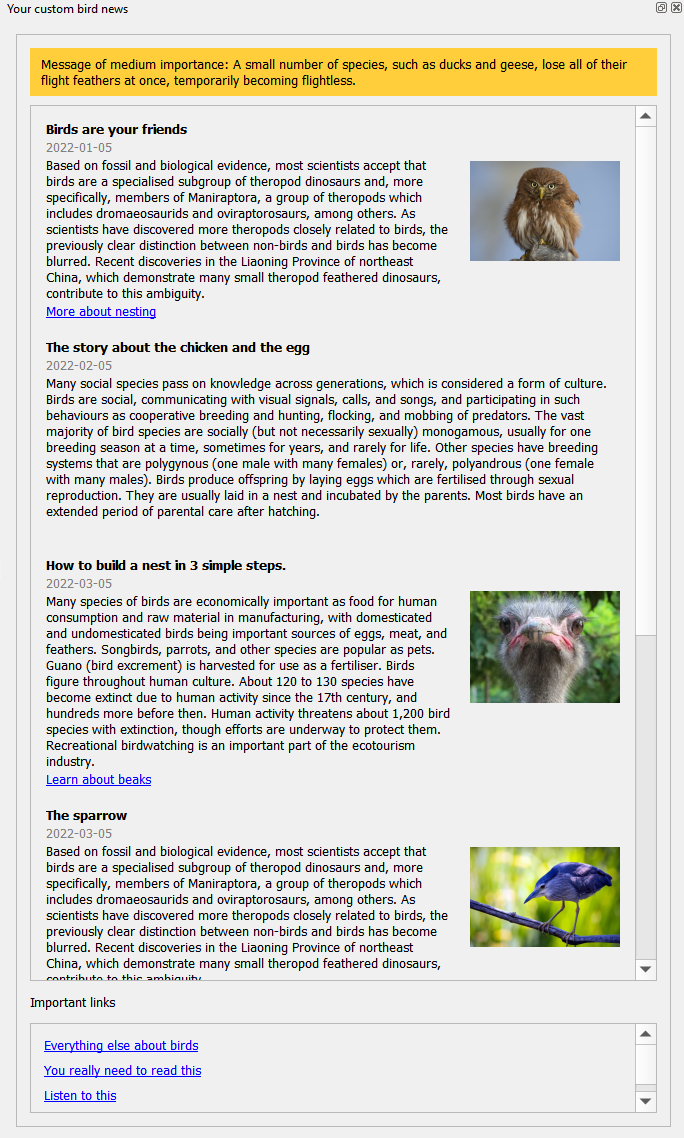 Your custom bird news
Message of medium importance: A small number of species, such as ducks and geese, lose all of their
flight feathers at once, temporarily becoming flightless.
Birds are your friends
2022-01-05
Based on fossil and biological evidence, most scientists accept that
birds are a specialised subgroup of theropod dinosaurs and, more
specifically, members of Maniraptora, a group of theropods which
includes dromaeosaurids and oviraptorosaurs, among others. As
scientists have discovered more theropods closely related to birds, the
previously clear distinction between non-birds and birds has become
blurred. Recent discoveries in the Liaoning Province of northeast
China, which demonstrate many small theropod feathered dinosaurs,
contribute to this ambiguity.
More about nesting
The story about the chicken and the egg
2022-02-05
Many social species pass on knowledge across generations, which is considered a form of culture.
Birds are social, communicating with visual signals, calls, and songs, and participating in such
behaviours as cooperative breeding and hunting, flocking, and mobbing of predators. The vast
majority of bird species are socially (but not necessarily sexually) monogamous, usually for one
breeding season at a time, sometimes for years, and rarely for life. Other species have breeding
systems that are polygynous (one male with many females) or, rarely, polyandrous (one female
with many males). Birds produce offspring by laying eggs which are fertilised through sexual
reproduction. They are usually laid in a nest and incubated by the parents. Most birds have an
extended period of parental care after hatching.
How to build a nest in 3 simple steps.
2022-03-05
Many species of birds are economically important as food for human
consumption and raw material in manufacturing, with domesticated
and undomesticated birds being important sources of eggs, meat, and
feathers. Songbirds, parrots, and other species are popular as pets.
Guano (bird excrement) is harvested for use as a fertiliser. Birds
figure throughout human culture. About 120 to 130 species have
become extinct due to human activity since the 17th century, and
hundreds more before then. Human activity threatens about 1,200 bird
species with extinction, though efforts are underway to protect them.
Recreational birdwatching is an important part of the ecotourism
industry.
Learn about beaks
The sparrow
2022-03-05
Based on fossil and biological evidence, most scientists accept that
birds are a specialised subgroup of theropod dinosaurs and, more
specifically, members of Maniraptora, a group of theropods which
includes dromaeosaurids and oviraptorosaurs, among others. As
scientists have discovered more theropods closely related to birds, the
previously clear distinction between non-birds and birds has become
blurred. Recent discoveries in the Liaoning Province of northeast
China, which demonstrate many small theropod feathered dinosaurs,
contribute to this ambiguity.
Important links
Everything else about birds
You really need to read this
Listen to this